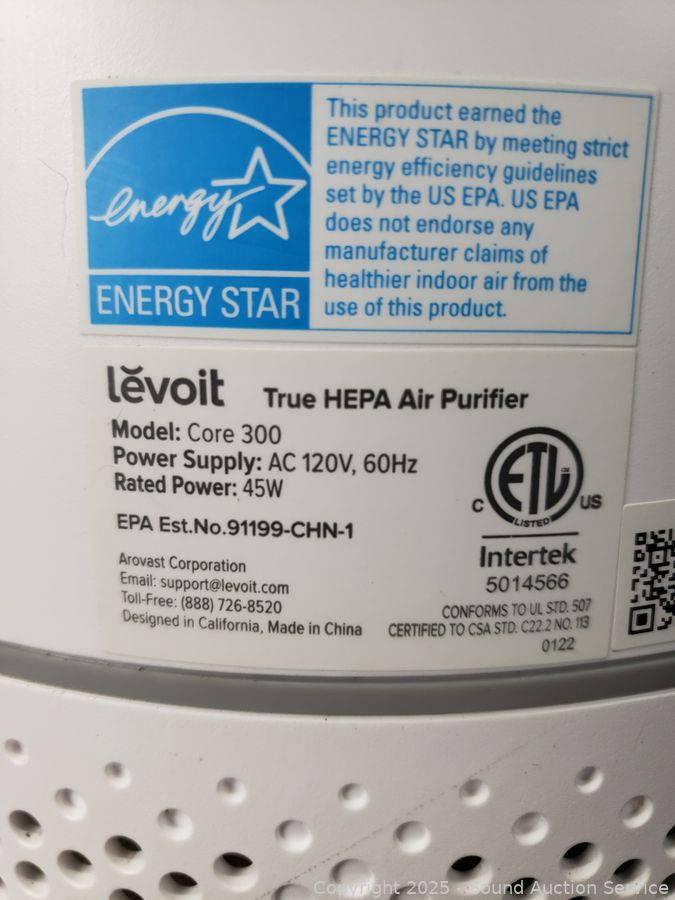 This product earned the
ENERGY STAR by meeting strict
energy efficiency guidelines
set by the US EPA. US EPA
does not endorse any
manufacturer claims of
healthier indoor air from the
use of this product.
energy
ENERGY STAR
lĕvoit True HEPA Air Purifier
Model: Core 300
Power Supply: AC 120V, 60Hz
Rated Power: 45W
EPA Est.No.91199-CHN-1
Arovast Corporation
Email: support@levoit.com
Toll-Free: (888) 726-8520
Designed in California, Made in China
C ETL US
LISTED
Intertek
5014566
CONFORMS TO UL STD. 507
CERTIFIED TO CSA STD. C22.2 NO. 113
0122
Copyright 2025 - Sound Auction Service